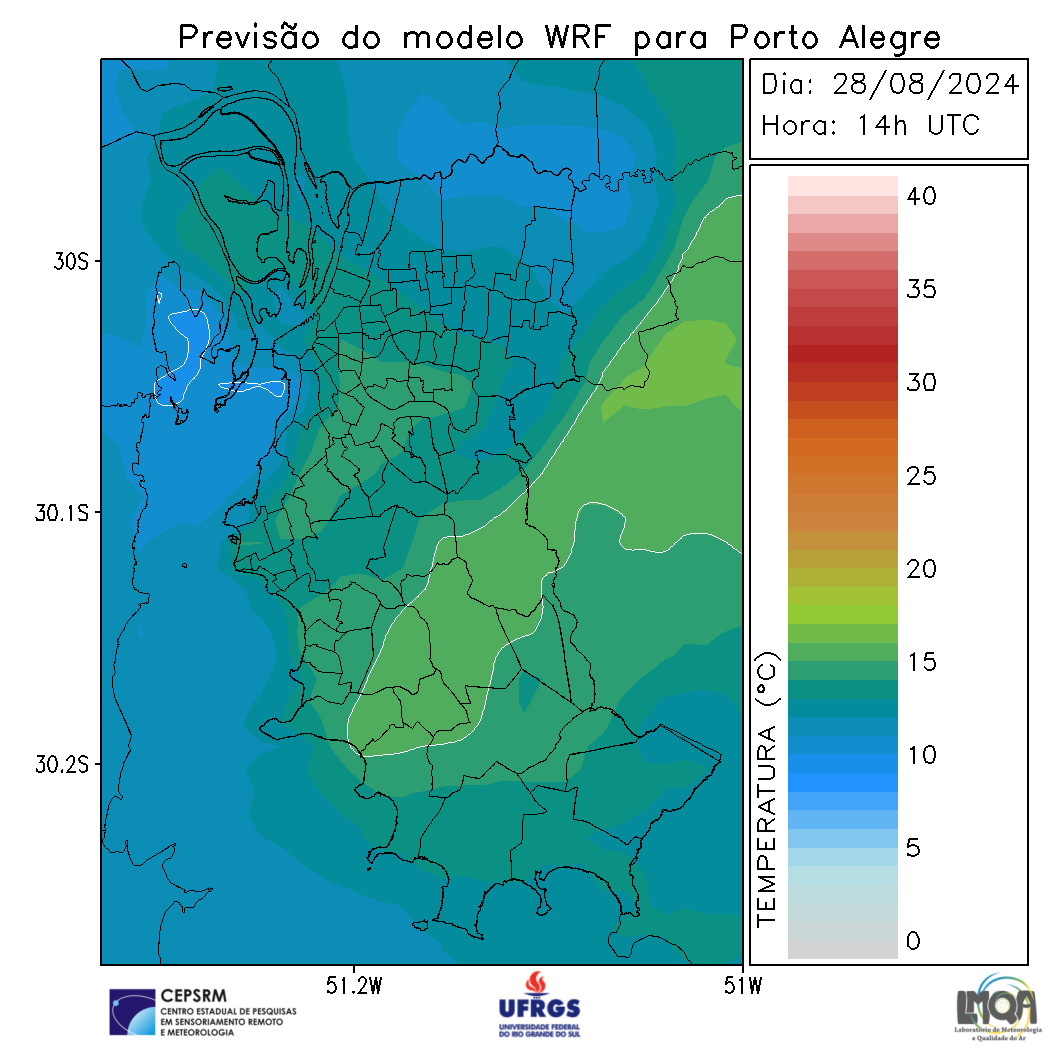 Previsão do modelo WRF para Porto Alegre
Dia: 28/08/2024
Hora: 14h UTC
40
35
30
25
20
15
10
5
0
TEMPERATURA (°C)
30S
30.1S
30.2S
51.2W
51W
CEPSRM
CENTRO ESTADUAL DE PESQUISAS
EM SENSORIAMENTO REMOTO
E METEOROLOGIA
UFRGS
UNIVERSIDADE FEDERAL
DO RIO GRANDE DO SUL
LMQA
Laboratório de Meteorologia
e Qualidade do Ar